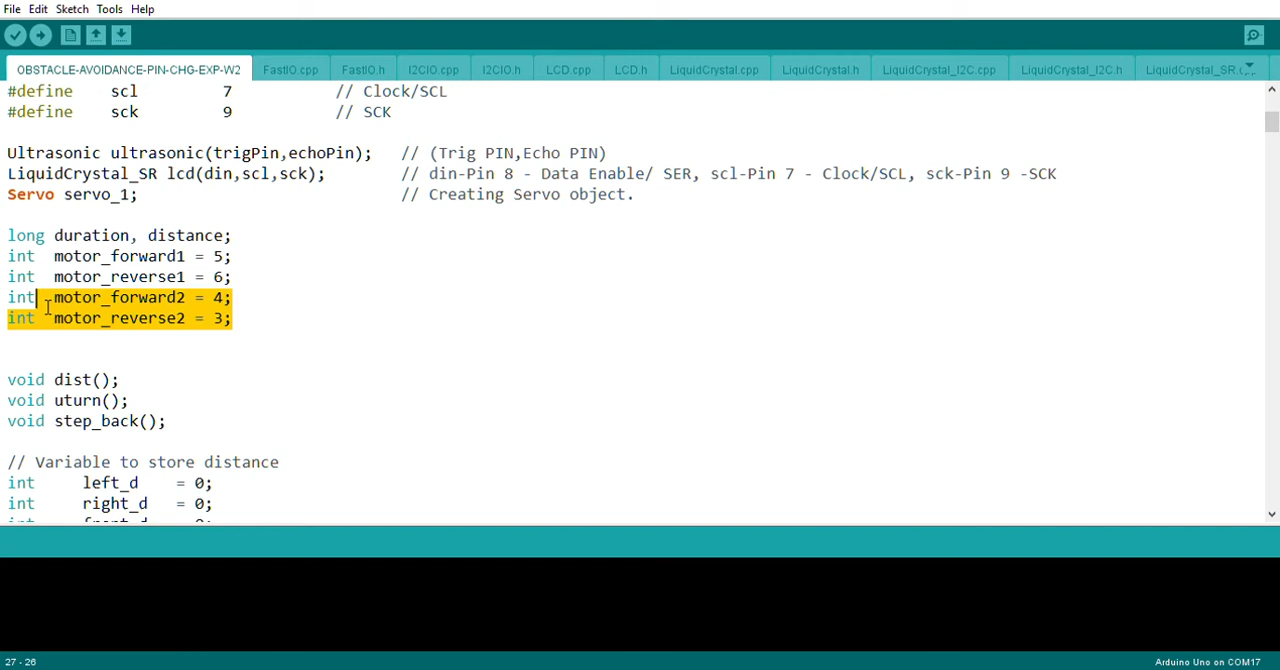 File Edit Sketch Tools Help
OBSTACLE-AVOIDANCE-PIN-CHG-EXP-W2 FastIO.cpp FastIO.h I2CIO.cpp I2CIO.h LCD.cpp LCD.h LiquidCrystal.cpp LiquidCrystal.h LiquidCrystal_I2C.cpp LiquidCrystal_I2C.h LiquidCrystal_SR.c
#define scl 7 // Clock/SCL
#define sck 9 // SCK
Ultrasonic ultrasonic(trigPin,echoPin); // (Trig PIN,Echo PIN)
LiquidCrystal_SR lcd(din,scl,sck); // din-Pin 8 - Data Enable/ SER, scl-Pin 7 - Clock/SCL, sck-Pin 9 -SCK
Servo servo_1; // Creating Servo object.
long duration, distance;
int motor_forward1 = 5;
int motor_reverse1 = 6;
int motor_forward2 = 4;
int motor_reverse2 = 3;
void dist();
void uturn();
void step_back();
// Variable to store distance
int left_d = 0;
int right_d = 0;
27 - 26
Arduino Uno on COM17